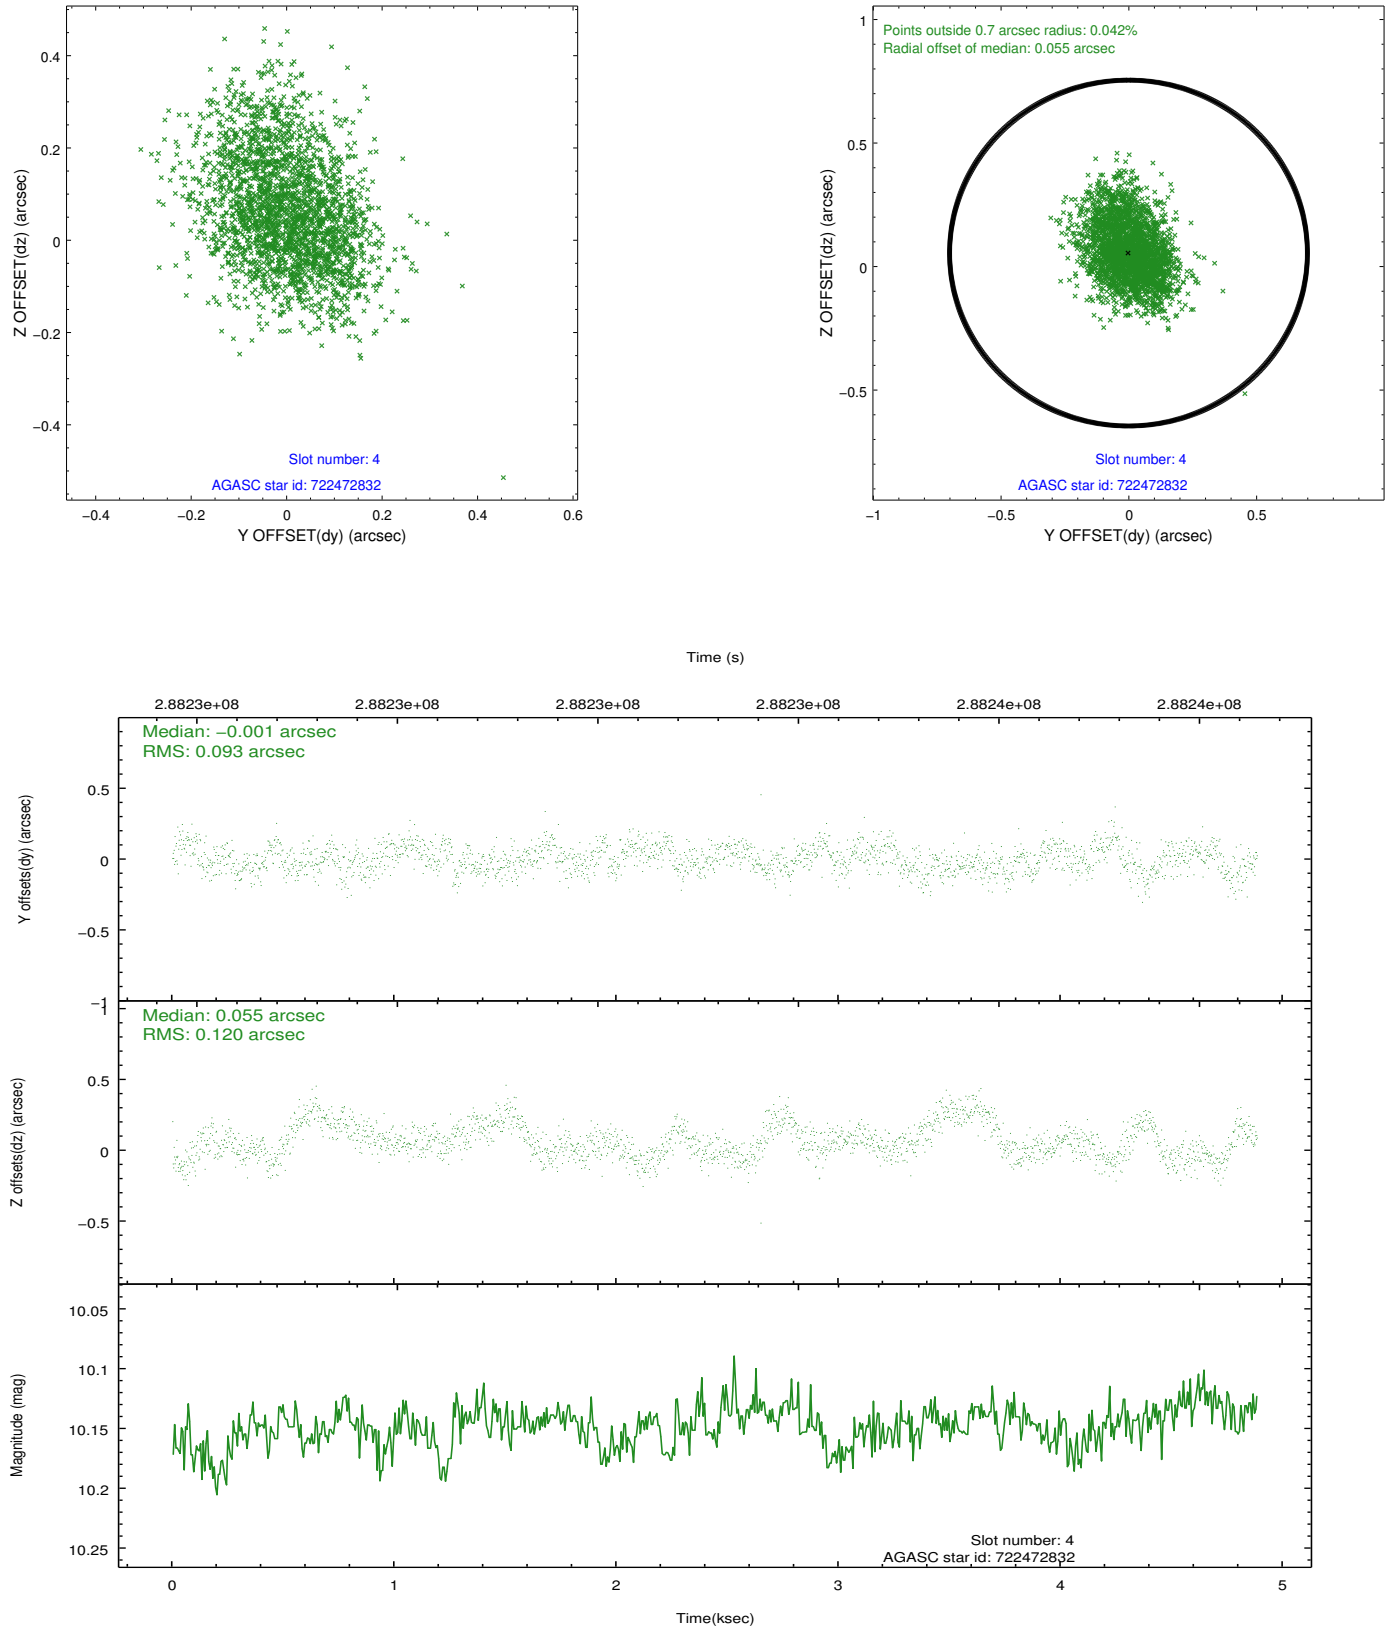 0.4
0.2
0
−0.2
−0.4
Z OFFSET(dz) (arcsec)
Slot number: 4
AGASC star id: 722472832
−0.4 −0.2 0 0.2 0.4 0.6
Y OFFSET(dy) (arcsec)
Points outside 0.7 arcsec radius: 0.042%
Radial offset of median: 0.055 arcsec
1
0.5
0
−0.5
Z OFFSET(dz) (arcsec)
Slot number: 4
AGASC star id: 722472832
−1 −0.5 0 0.5
Y OFFSET(dy) (arcsec)
Time (s)
2.8823e+08 2.8823e+08 2.8823e+08 2.8823e+08 2.8824e+08 2.8824e+08
Median: −0.001 arcsec
RMS: 0.093 arcsec
0.5
0
−0.5
−1
Y offsets(dy) (arcsec)
1
Median: 0.055 arcsec
RMS: 0.120 arcsec
0.5
0
−0.5
Z offsets(dz) (arcsec)
10.05
10.1
10.15
10.2
10.25
Magnitude (mag)
Slot number: 4
AGASC star id: 722472832
0 1 2 3 4 5
Time(ksec)